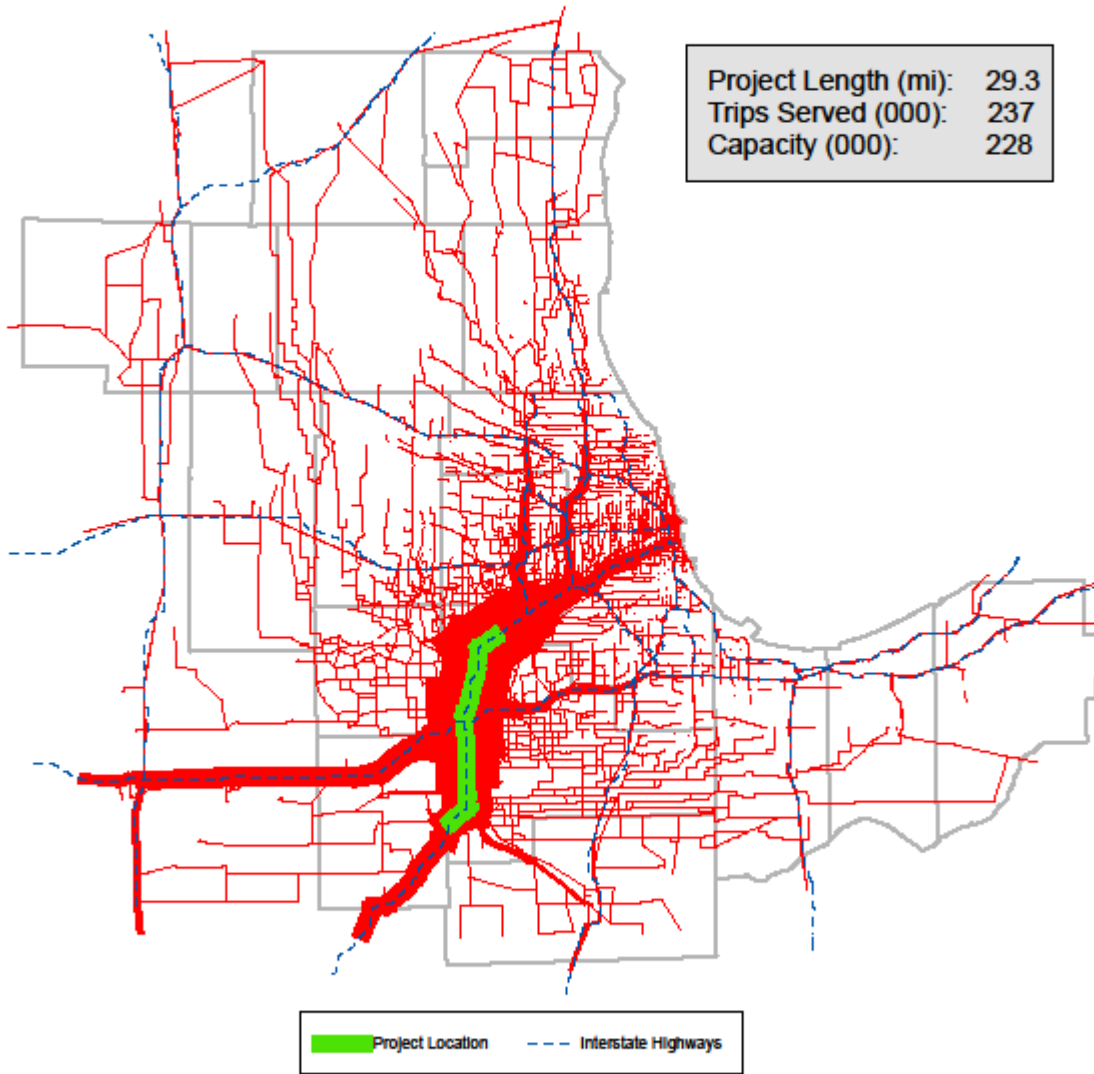 Project Length (mi): 29.3
Trips Served (000): 237
Capacity (000): 228
Project Location
Interstate Highways